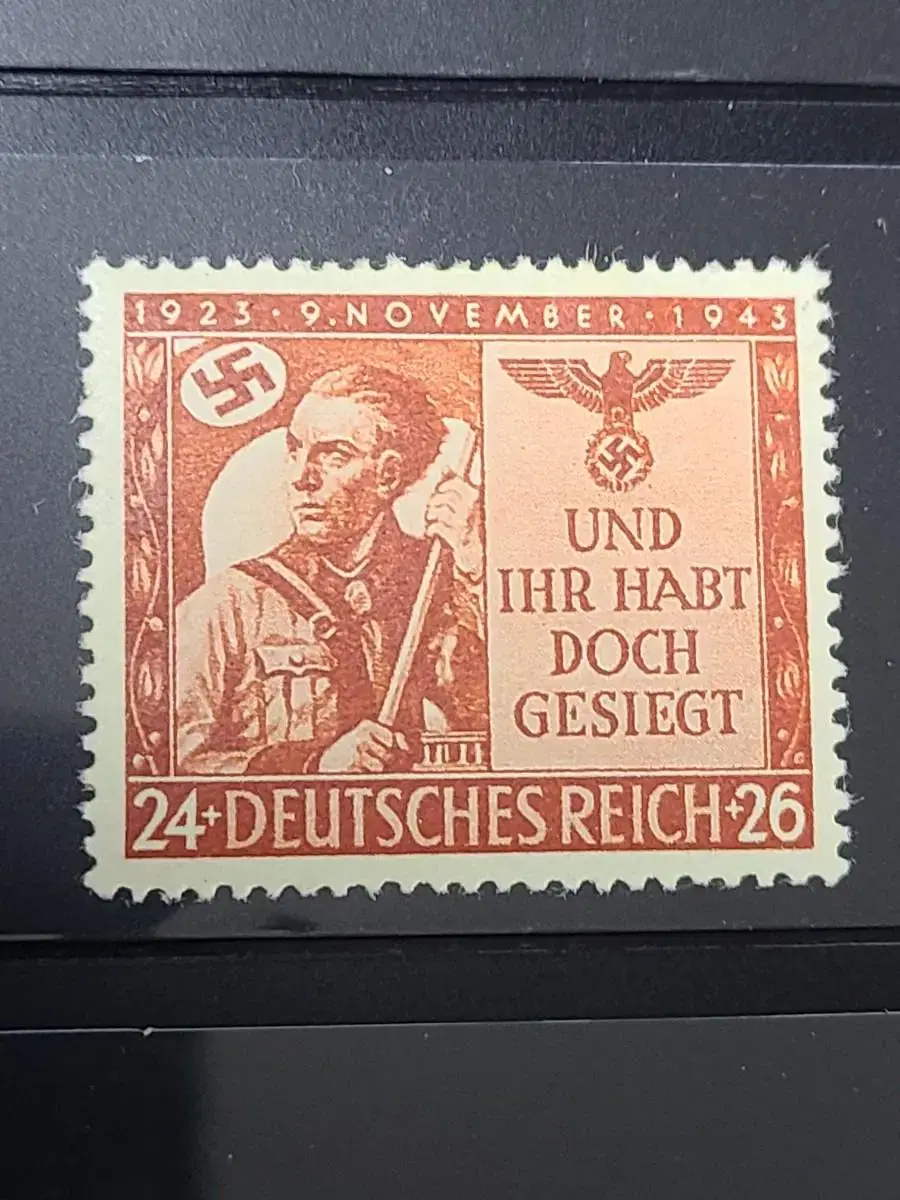 1923 · 9. NOVEMBER · 1943
UND
IHR HABT
DOCH
GESIEGT
24+ DEUTSCHES REICH +26